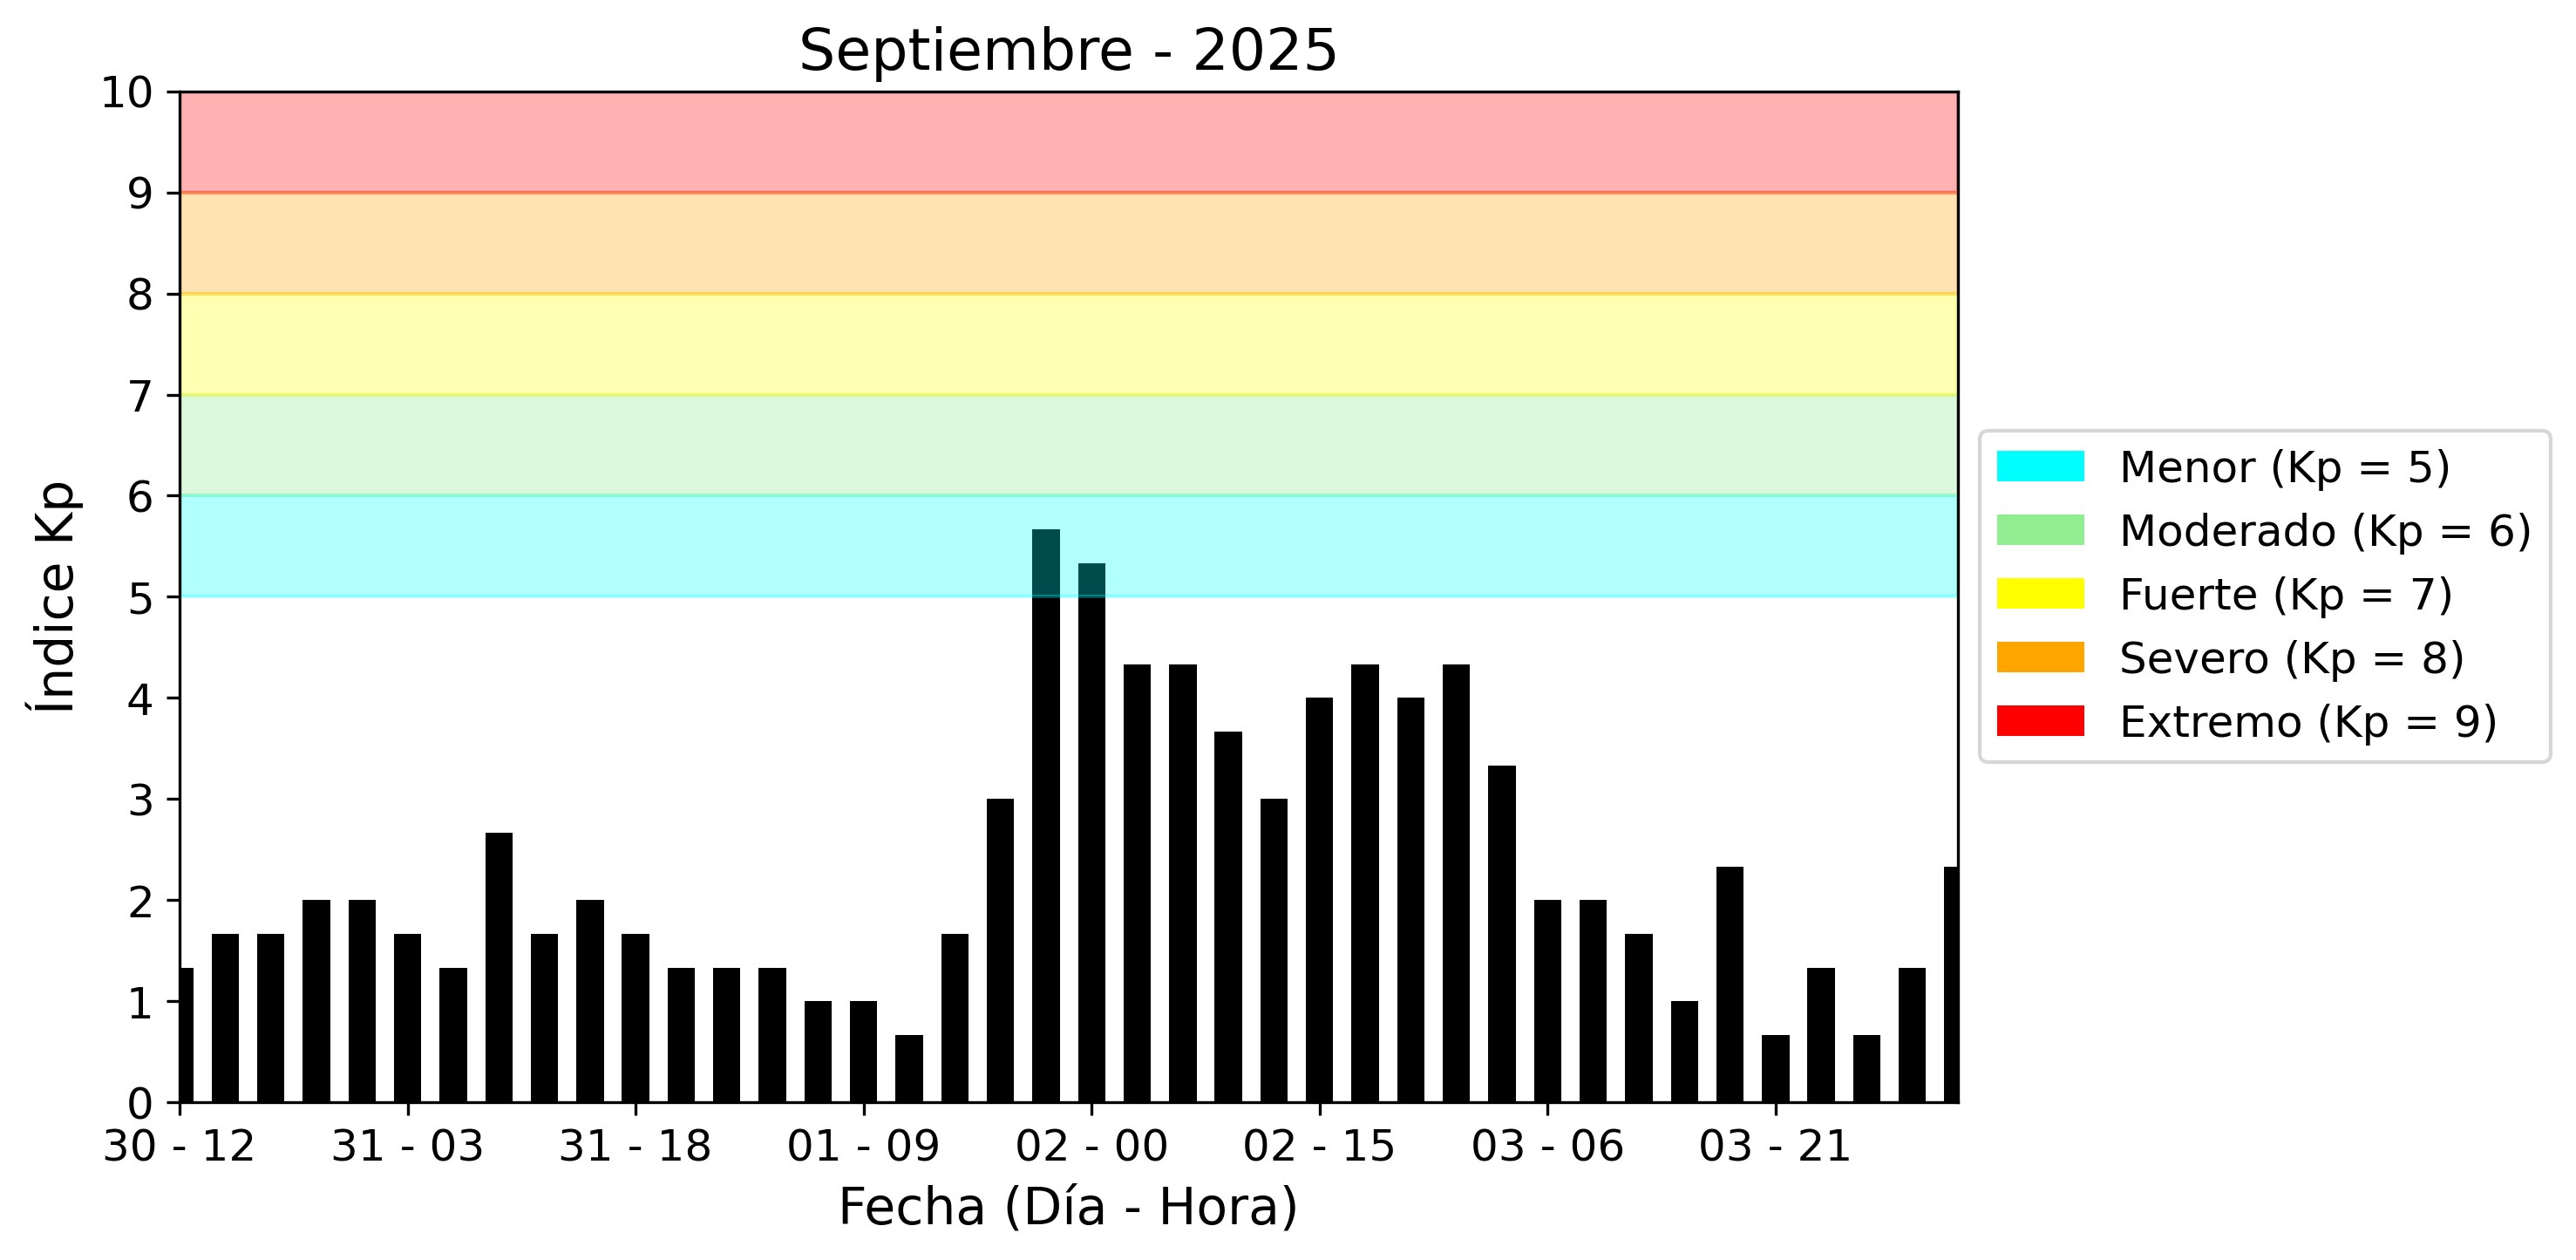 Septiembre - 2025
10
9
8
7
6
5
4
3
2
1
0
Índice Kp
30 - 12
31 - 03
31 - 18
01 - 09
02 - 00
02 - 15
03 - 06
03 - 21
Fecha (Día - Hora)
Menor (Kp = 5)
Moderado (Kp = 6)
Fuerte (Kp = 7)
Severo (Kp = 8)
Extremo (Kp = 9)